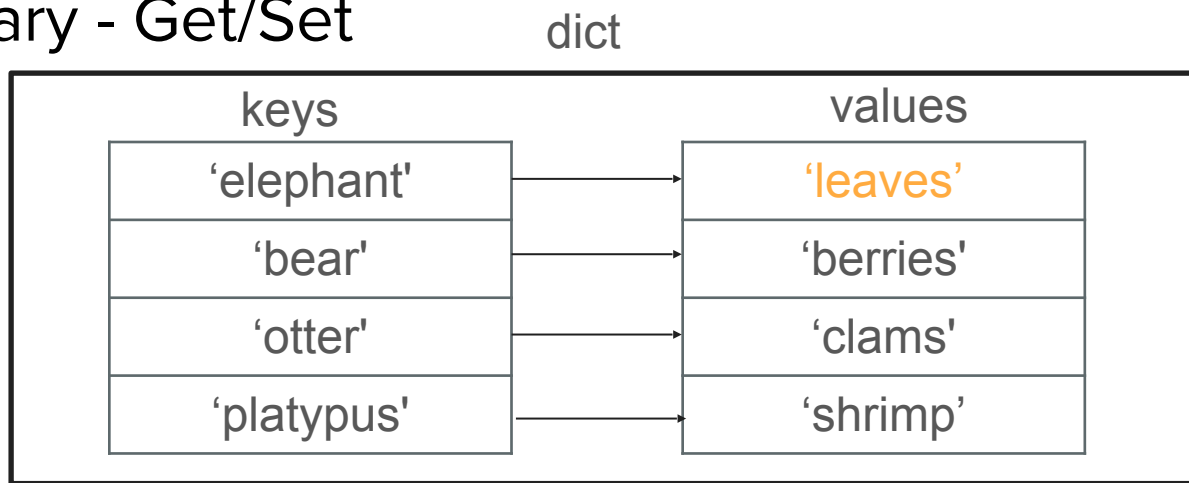 ary - Get/Set
dict
keys values
‘elephant' ‘leaves’
‘bear' ‘berries'
‘otter' ‘clams'
‘platypus' ‘shrimp’